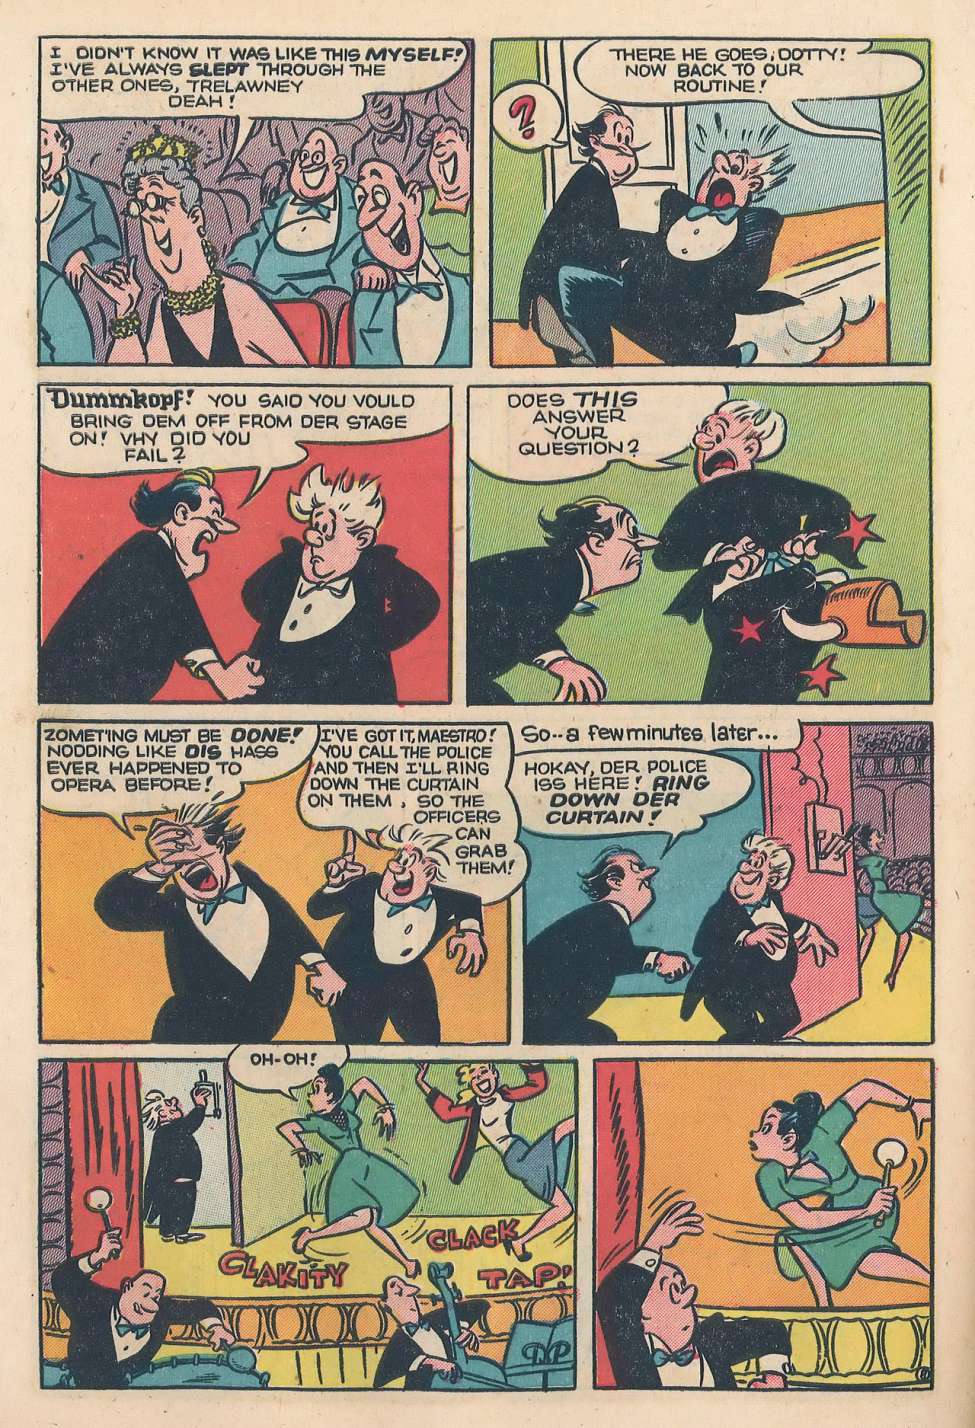 I DIDN'T KNOW IT WAS LIKE THIS MYSELF!
I'VE ALWAYS SLEPT THROUGH THE
OTHER ONES, TRELAWNEY
DEAH!
THERE HE GOES, DOTTY!
NOW BACK TO OUR
ROUTINE!
?
Dummkopf! YOU SAID YOU VOULD
BRING DEM OFF FROM DER STAGE
ON! VHY DID YOU
FAIL?
DOES THIS
ANSWER
YOUR
QUESTION?
ZOMET'ING MUST BE DONE!
NODDING LIKE DIS HASS
EVER HAPPENED TO
OPERA BEFORE!
I'VE GOT IT, MAESTRO!
YOU CALL THE POLICE
AND THEN I'LL RING
DOWN THE CURTAIN
ON THEM, SO THE
OFFICERS
CAN
GRAB
THEM!
So--a few minutes later...
HOKAY, DER POLICE
ISS HERE! RING
DOWN DER
CURTAIN!
OH-OH!
CLAKITY
CLACK
TAP!